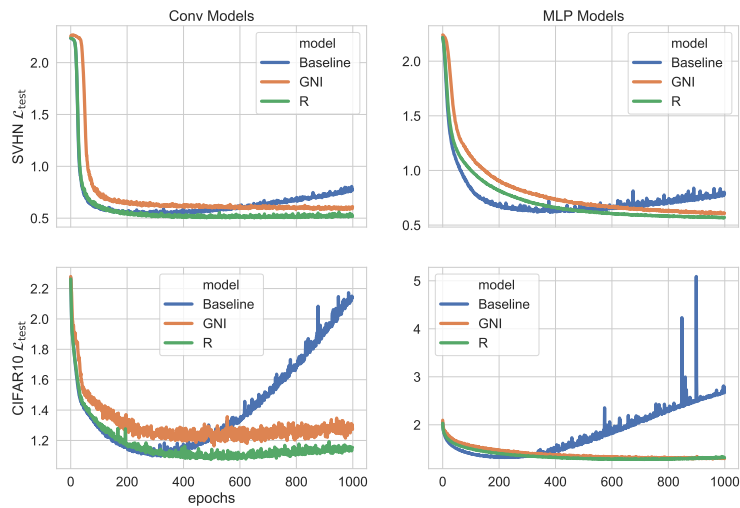 Conv Models
MLP Models
SVHN ℒtest
2.0
1.5
1.0
0.5
model
Baseline
GNI
R
2.0
1.5
1.0
0.5
model
Baseline
GNI
R
CIFAR10 ℒtest
2.2
2.0
1.8
1.6
1.4
1.2
model
Baseline
GNI
R
0 200 400 600 800 1000
epochs
5
4
3
2
model
Baseline
GNI
R
0 200 400 600 800 1000